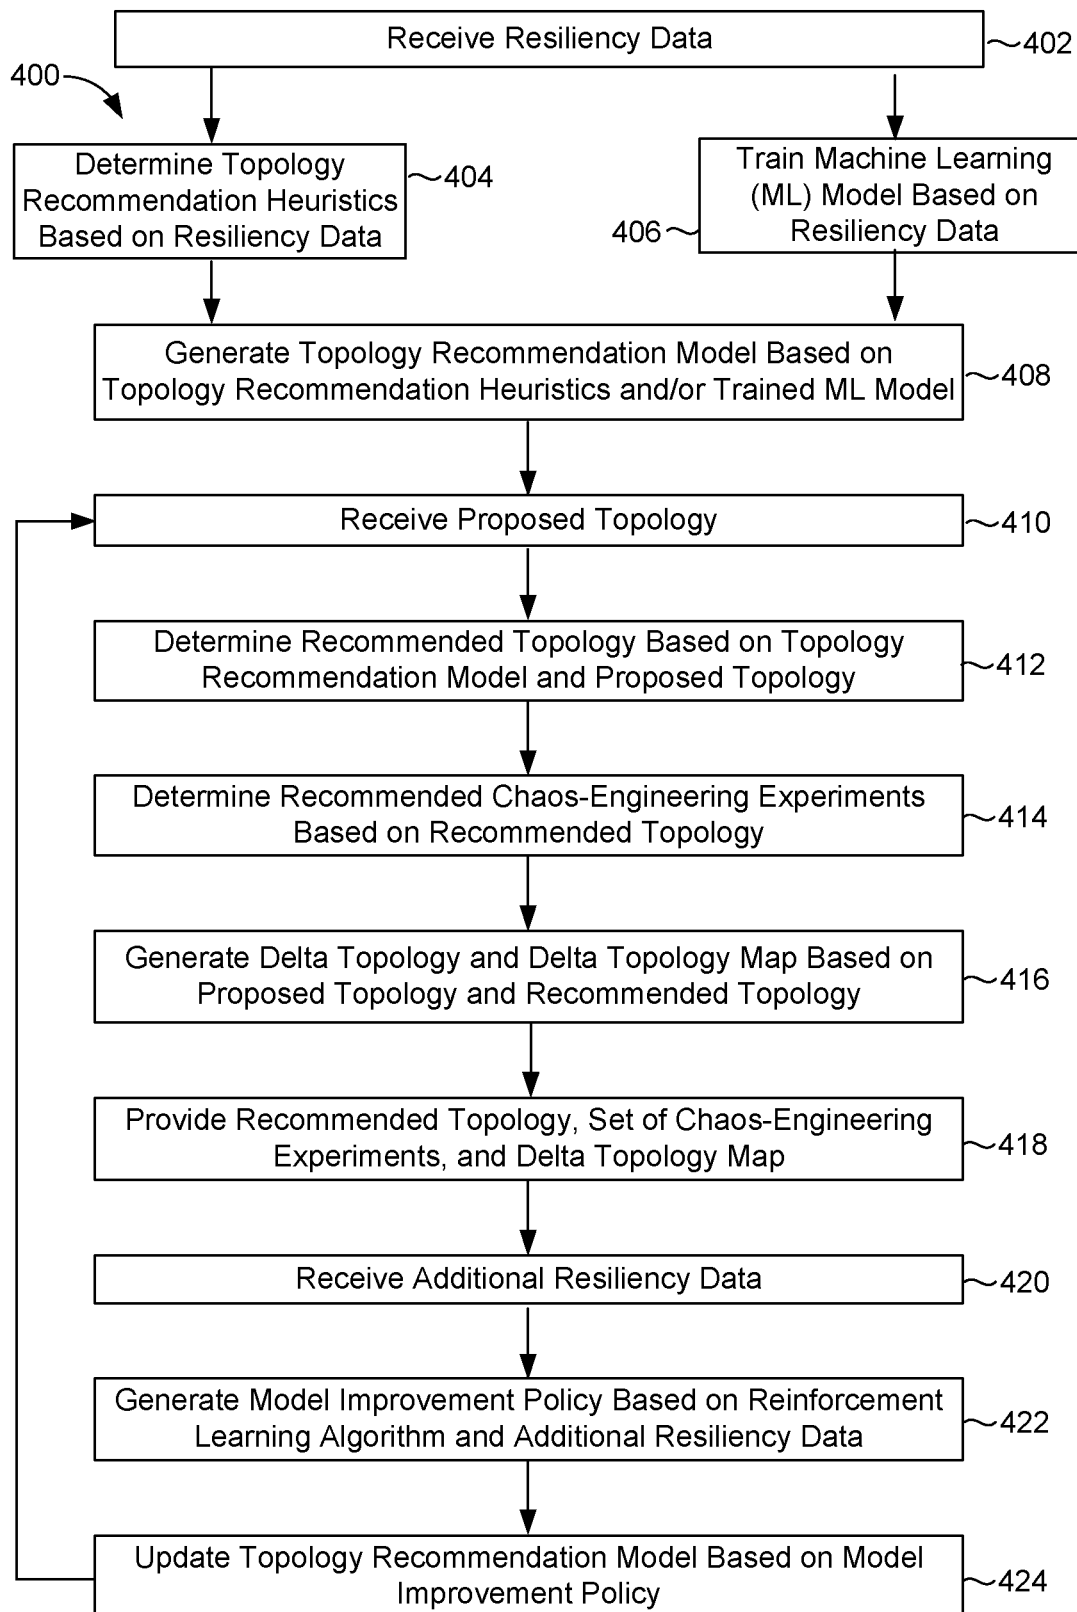 Receive Resiliency Data
402
400
Determine Topology
Recommendation Heuristics
Based on Resiliency Data
404
Train Machine Learning
(ML) Model Based on
Resiliency Data
406
Generate Topology Recommendation Model Based on
Topology Recommendation Heuristics and/or Trained ML Model
408
Receive Proposed Topology
410
Determine Recommended Topology Based on Topology
Recommendation Model and Proposed Topology
412
Determine Recommended Chaos-Engineering Experiments
Based on Recommended Topology
414
Generate Delta Topology and Delta Topology Map Based on
Proposed Topology and Recommended Topology
416
Provide Recommended Topology, Set of Chaos-Engineering
Experiments, and Delta Topology Map
418
Receive Additional Resiliency Data
420
Generate Model Improvement Policy Based on Reinforcement
Learning Algorithm and Additional Resiliency Data
422
Update Topology Recommendation Model Based on Model
Improvement Policy
424